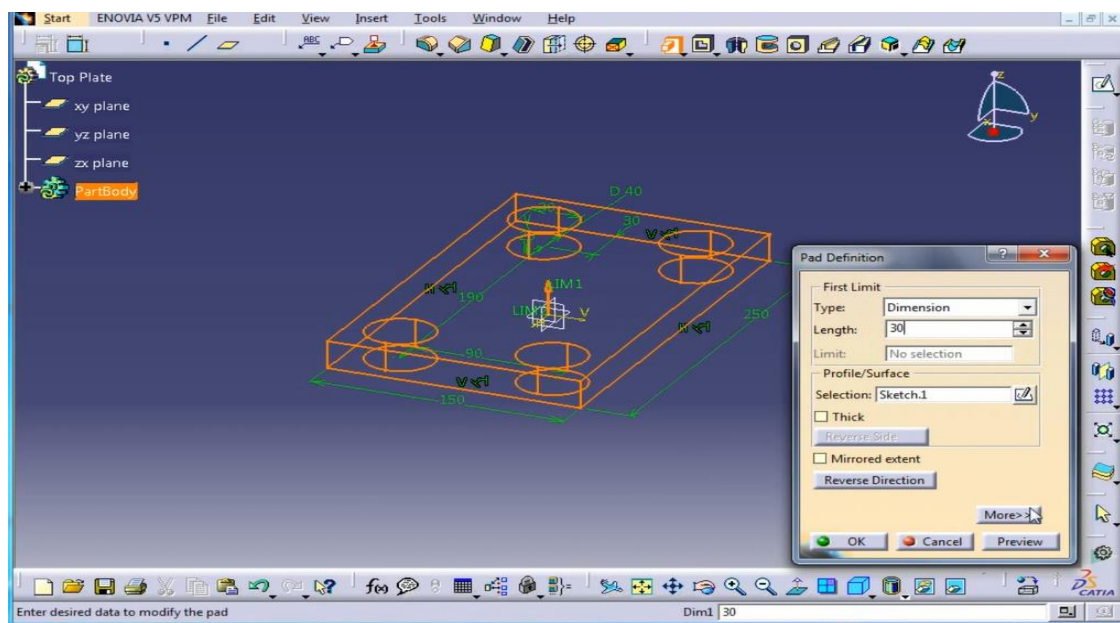 Start ENOVIA V5 VPM File Edit View Insert Tools Window Help
ABC
Top Plate
xy plane
yz plane
zx plane
PartBody
z
y
x
D 40
30
30
V
H
LIM1
LIM
V
190
250
90
V
150
Pad Definition
First Limit
Type: Dimension
Length: 30
Limit: No selection
Profile/Surface
Selection: Sketch.1
Thick
Reverse Side
Mirrored extent
Reverse Direction
More>>
OK Cancel Preview
f(x)
CATIA
Enter desired data to modify the pad Dim1 30